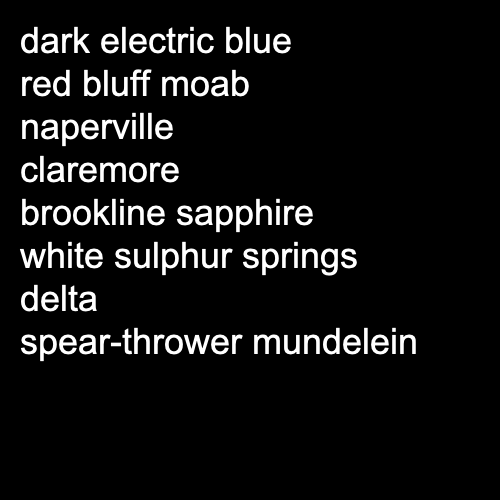 dark electric blue
red bluff moab
naperville
claremore
brookline sapphire
white sulphur springs
delta
spear-thrower mundelein